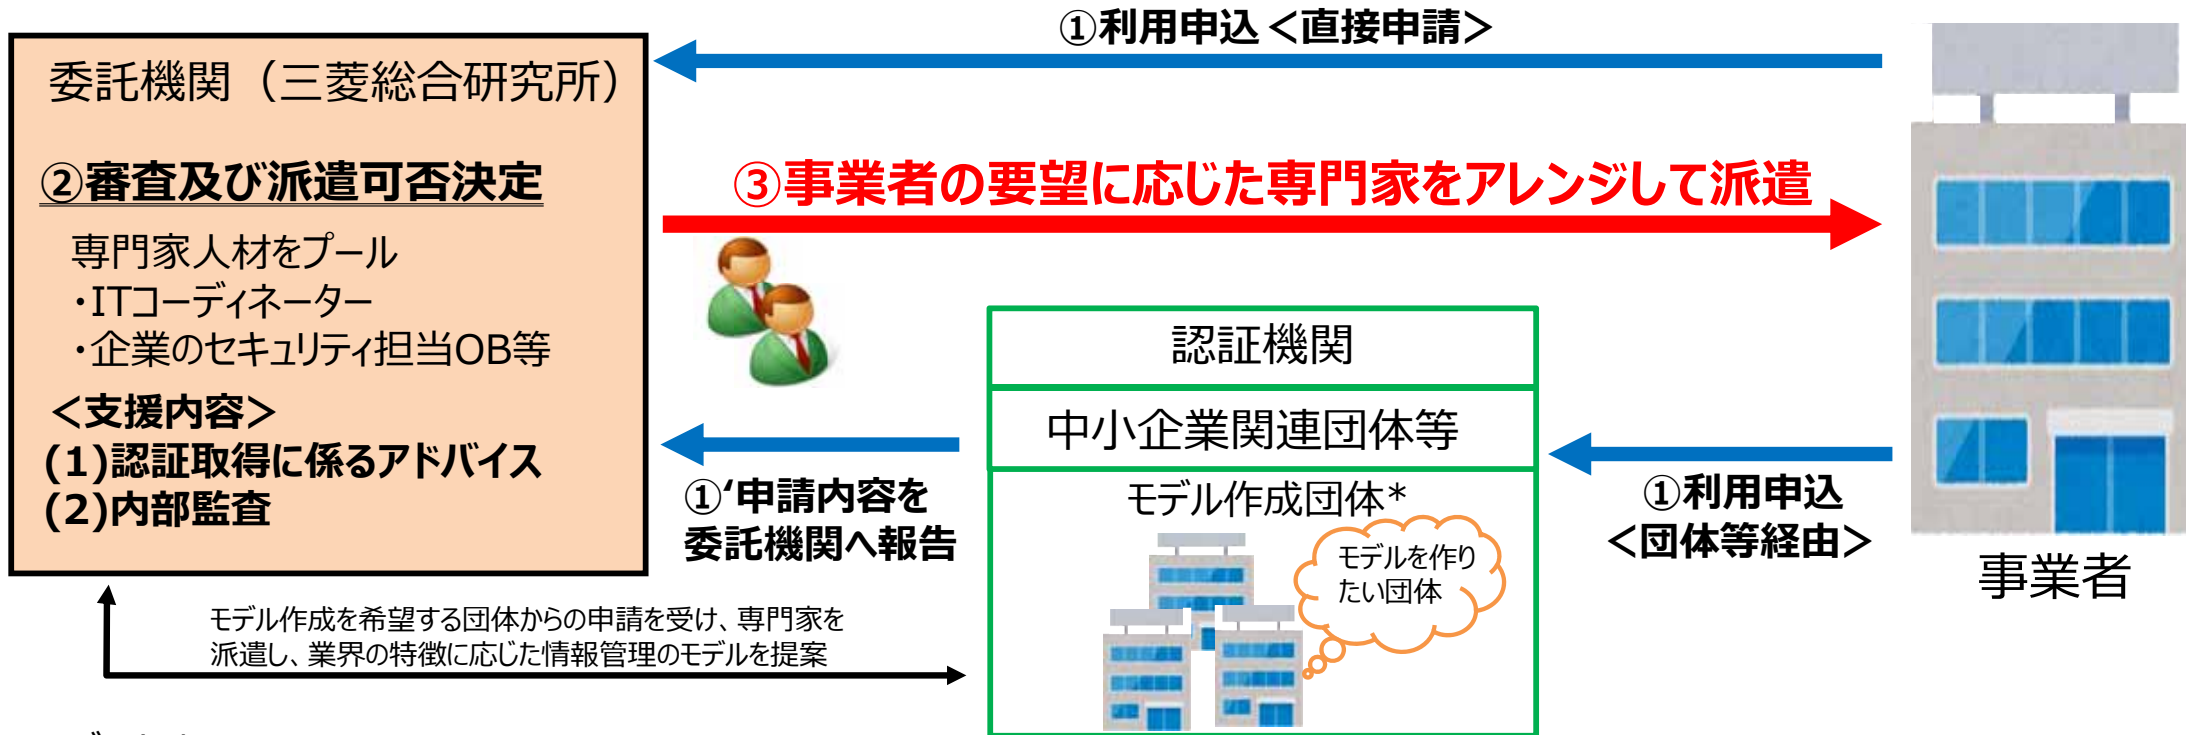 ①利用申込＜直接申請＞
委託機関（三菱総合研究所）
②審査及び派遣可否決定
専門家人材をプール
・ITコーディネーター
・企業のセキュリティ担当OB等
＜支援内容＞
(1)認証取得に係るアドバイス
(2)内部監査
③事業者の要望に応じた専門家をアレンジして派遣
認証機関
中小企業関連団体等
モデル作成団体*
モデルを作り
たい団体
①‘申請内容を
委託機関へ報告
①利用申込
＜団体等経由＞
事業者
モデル作成を希望する団体からの申請を受け、専門家を
派遣し、業界の特徴に応じた情報管理のモデルを提案